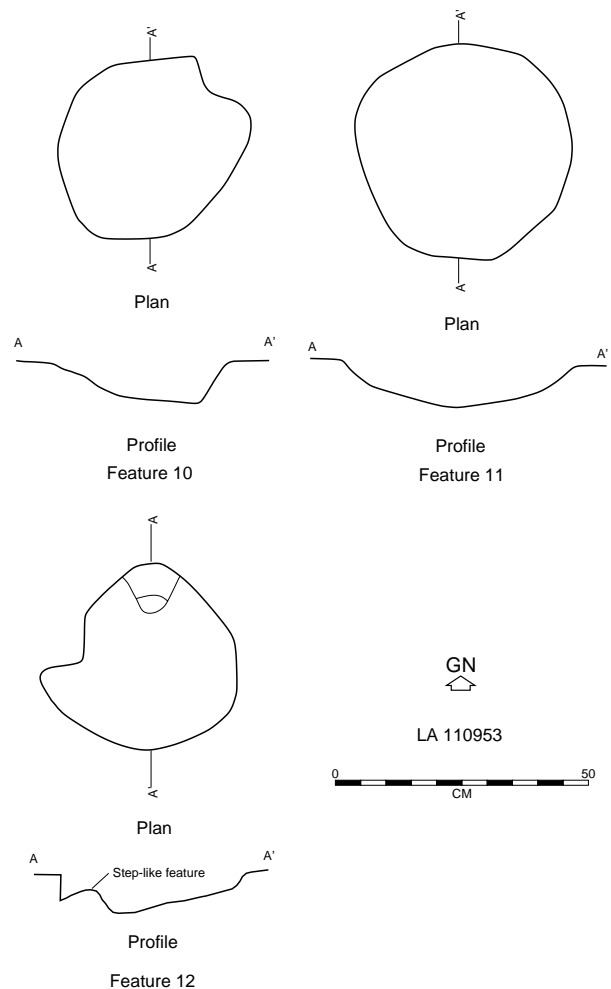 A'
A
Plan
A A'
Profile
Feature 10
A'
A
Plan
A A'
Profile
Feature 11
A
A'
Plan
A A'
Step-like feature
Profile
Feature 12
GN
LA 110953
0 50
CM